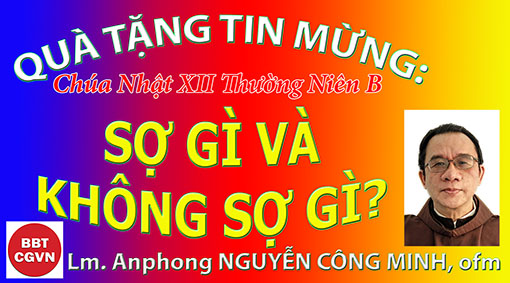 QUÀ TẶNG TIN MỪNG:
Chúa Nhật XII Thường Niên B
SỢ GÌ VÀ
KHÔNG SỢ GÌ?
BBT
CGVN
Lm. Anphong NGUYỄN CÔNG MINH, ofm